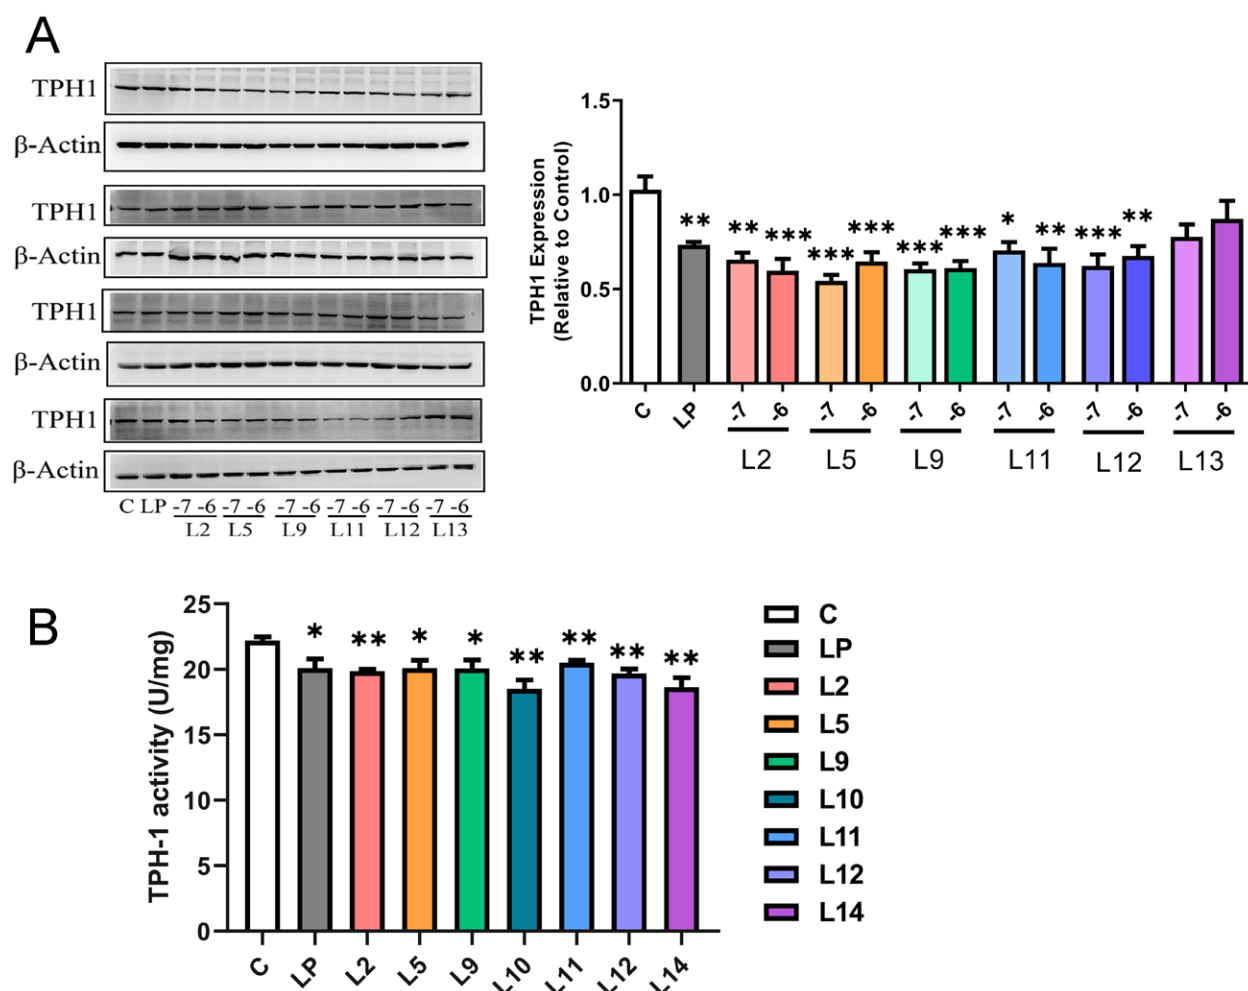 A
TPH1
β-Actin
TPH1
β-Actin
TPH1
β-Actin
TPH1
β-Actin
C LP -7 -6 -7 -6 -7 -6 -7 -6 -7 -6 -7 -6
L2 L5 L9 L11 L12 L13
TPH1 Expression
(Relative to Control)
1.5
1.0
0.5
0.0
** ** *** *** *** *** *** * ** *** **
C LP -7 -6 -7 -6 -7 -6 -7 -6 -7 -6 -7 -6
L2 L5 L9 L11 L12 L13
B
TPH-1 activity (U/mg)
25
20
15
10
5
0
* ** * * ** ** ** **
C LP L2 L5 L9 L10 L11 L12 L14
C
LP
L2
L5
L9
L10
L11
L12
L14